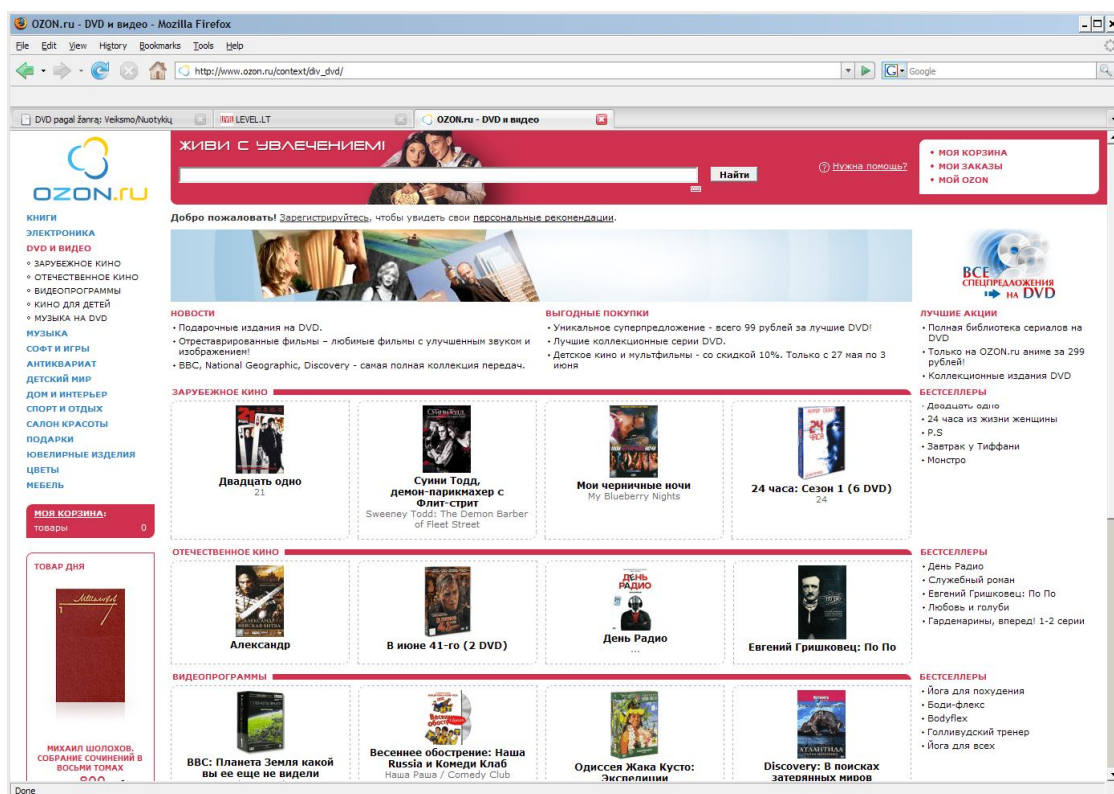 OZON.ru - DVD и видео - Mozilla Firefox
File Edit View History Bookmarks Tools Help
http://www.ozon.ru/context/div_dvd/
Google
DVD pagal žanrą: Veiksmo/Nuotykių
LEVEL.LT
OZON.ru - DVD и видео
OZON.ru
ЖИВИ С УВЛЕЧЕНИЕМ!
Найти
Нужна помощь?
МОЯ КОРЗИНА
МОИ ЗАКАЗЫ
МОЙ OZON
Добро пожаловать! Зарегистрируйтесь, чтобы увидеть свои персональные рекомендации.
КНИГИ
ЭЛЕКТРОНИКА
DVD И ВИДЕО
ЗАРУБЕЖНОЕ КИНО
ОТЕЧЕСТВЕННОЕ КИНО
ВИДЕОПРОГРАММЫ
КИНО ДЛЯ ДЕТЕЙ
МУЗЫКА НА DVD
МУЗЫКА
СОФТ И ИГРЫ
АНТИКВАРИАТ
ДЕТСКИЙ МИР
ДОМ И ИНТЕРЬЕР
СПОРТ И ОТДЫХ
САЛОН КРАСОТЫ
ПОДАРКИ
ЮВЕЛИРНЫЕ ИЗДЕЛИЯ
ЦВЕТЫ
МЕБЕЛЬ
МОЯ КОРЗИНА:
товары 0
ТОВАР ДНЯ
1
МИХАИЛ ШОЛОХОВ.
СОБРАНИЕ СОЧИНЕНИЙ В
ВОСЬМИ ТОМАХ
ВСЕ
СПЕЦПРЕДЛОЖЕНИЯ
НА DVD
НОВОСТИ
Подарочные издания на DVD.
Отреставрированные фильмы – любимые фильмы с улучшенным звуком и
изображением!
BBC, National Geographic, Discovery - самая полная коллекция передач.
ВЫГОДНЫЕ ПОКУПКИ
Уникальное суперпредложение - всего 99 рублей за лучшие DVD!
Лучшие коллекционные серии DVD.
Детское кино и мультфильмы - со скидкой 10%. Только с 27 мая по 3
июня
ЛУЧШИЕ АКЦИИ
Полная библиотека сериалов на
DVD
Только на OZON.ru аниме за 299
рублей!
Коллекционные издания DVD
ЗАРУБЕЖНОЕ КИНО
21
Двадцать одно
21
Суини Тодд,
демон-парикмахер с
Флит-стрит
Sweeney Todd: The Demon Barber
of Fleet Street
Мои черничные ночи
My Blueberry Nights
24
ЧАСА
24 часа: Сезон 1 (6 DVD)
24
БЕСТСЕЛЛЕРЫ
Двадцать одно
24 часа из жизни женщины
P.S
Завтрак у Тиффани
Монстро
ОТЕЧЕСТВЕННОЕ КИНО
Александр
В июне 41-го (2 DVD)
ДЕНЬ
РАДИО
День Радио
...
Евгений Гришковец: По По
БЕСТСЕЛЛЕРЫ
День Радио
Служебный роман
Евгений Гришковец: По По
Любовь и голуби
Гардемарины, вперед! 1-2 серии
ВИДЕОПРОГРАММЫ
BBC: Планета Земля какой
вы ее еще не видели
Весеннее обострение: Наша
Russia и Комеди Клаб
Наша Раша / Comedy Club
Одиссея Жака Кусто:
Экспедиции
АТЛАНТИДА
Discovery: В поисках
затерянных миров
БЕСТСЕЛЛЕРЫ
Йога для похудения
Боди-флекс
Bodyflex
Голливудский тренер
Йога для всех
Done